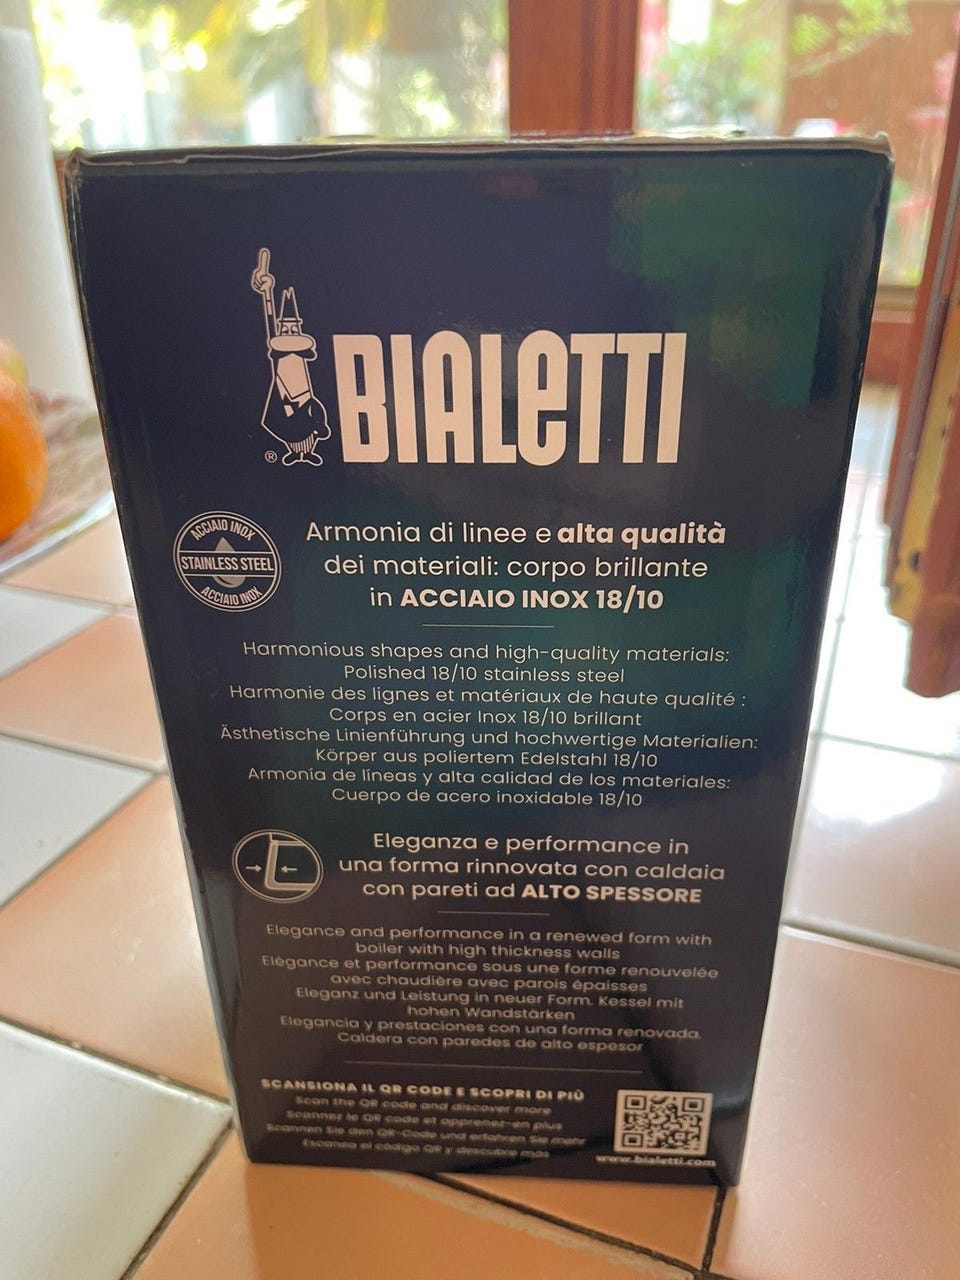 BIALETTI
®
ACCIAIO INOX
STAINLESS STEEL
ACCIAIO INOX
Armonia di linee e alta qualità
dei materiali: corpo brillante
in ACCIAIO INOX 18/10
Harmonious shapes and high-quality materials:
Polished 18/10 stainless steel
Harmonie des lignes et matériaux de haute qualité :
Corps en acier Inox 18/10 brillant
Ästhetische Linienführung und hochwertige Materialien:
Körper aus poliertem Edelstahl 18/10
Armonía de líneas y alta calidad de los materiales:
Cuerpo de acero inoxidable 18/10
Eleganza e performance in
una forma rinnovata con caldaia
con pareti ad ALTO SPESSORE
Elegance and performance in a renewed form with
boiler with high thickness walls
Elégance et performance sous une forme renouvelée
avec chaudière avec parois épaisses
Eleganz und Leistung in neuer Form. Kessel mit
hohen Wandstärken
Elegancia y prestaciones con una forma renovada.
Caldera con paredes de alto espesor
SCANSIONA IL QR CODE E SCOPRI DI PIÙ
Scan the QR code and discover more
Scanner le QR code et apprenez-en plus
Scannen Sie den QR-Code und erfahren Sie mehr
Escanea el código QR y descubre más
www.bialetti.com